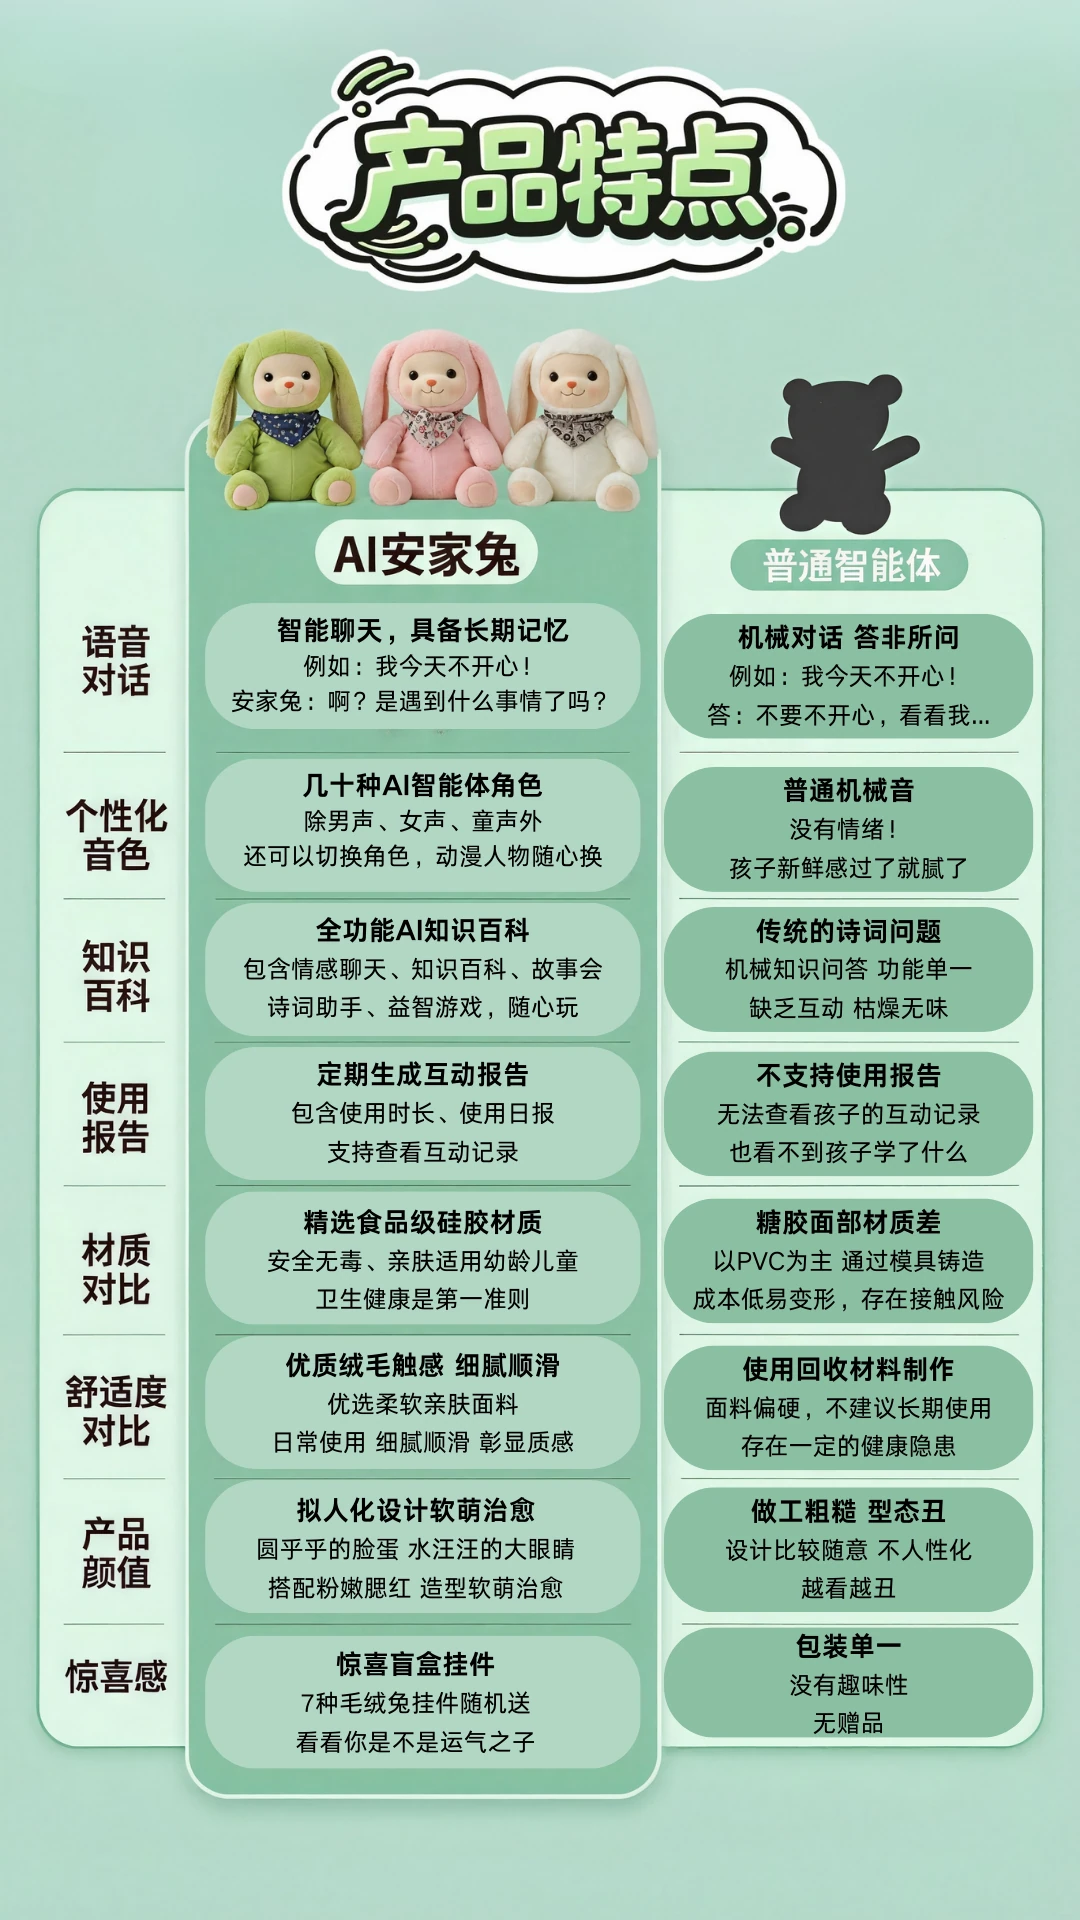 产品特点
AI安家兔
普通智能体
语音
对话
智能聊天，具备长期记忆
例如：我今天不开心！
安家兔：啊？是遇到什么事情了吗？
机械对话 答非所问
例如：我今天不开心！
答：不要不开心，看看我...
个性化
音色
几十种AI智能体角色
除男声、女声、童声外
还可以切换角色，动漫人物随心换
普通机械音
没有情绪！
孩子新鲜感过了就腻了
知识
百科
全功能AI知识百科
包含情感聊天、知识百科、故事会
诗词助手、益智游戏，随心玩
传统的诗词问题
机械知识问答 功能单一
缺乏互动 枯燥无味
使用
报告
定期生成互动报告
包含使用时长、使用日报
支持查看互动记录
不支持使用报告
无法查看孩子的互动记录
也看不到孩子学了什么
材质
对比
精选食品级硅胶材质
安全无毒、亲肤适用幼龄儿童
卫生健康是第一准则
糖胶面部材质差
以PVC为主 通过模具铸造
成本低易变形，存在接触风险
舒适度
对比
优质绒毛触感 细腻顺滑
优选柔软亲肤面料
日常使用 细腻顺滑 彰显质感
使用回收材料制作
面料偏硬，不建议长期使用
存在一定的健康隐患
产品
颜值
拟人化设计软萌治愈
圆乎乎的脸蛋 水汪汪的大眼睛
搭配粉嫩腮红 造型软萌治愈
做工粗糙 型态丑
设计比较随意 不人性化
越看越丑
惊喜感
惊喜盲盒挂件
7种毛绒兔挂件随机送
看看你是不是运气之子
包装单一
没有趣味性
无赠品